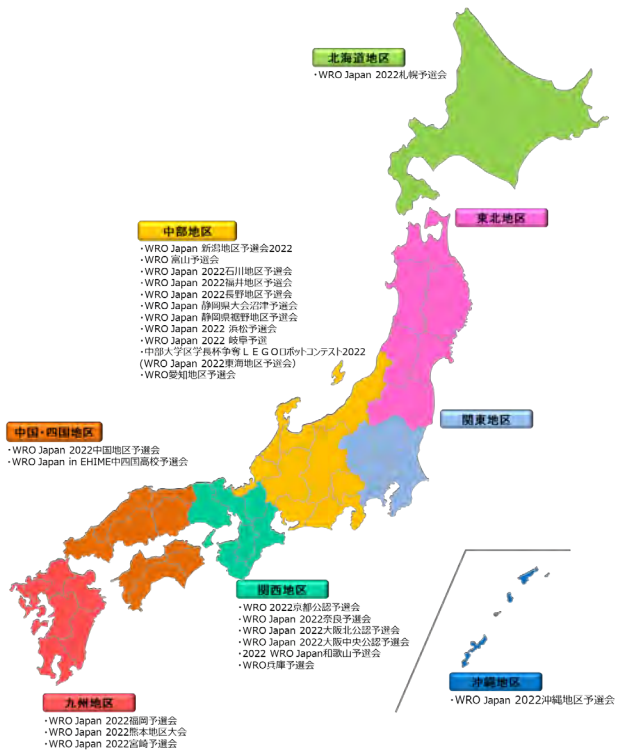 北海道地区
・WRO Japan 2022札幌予選会
東北地区
中部地区
・WRO Japan 新潟地区予選会2022
・WRO 富山予選会
・WRO Japan 2022石川地区予選会
・WRO Japan 2022福井地区予選会
・WRO Japan 2022長野地区予選会
・WRO Japan 静岡県大会沼津予選会
・WRO Japan 静岡県裾野地区予選会
・WRO Japan 2022 浜松予選会
・WRO Japan 2022 岐阜予選
・中部大学区学長杯争奪ＬＥＧＯロボットコンテスト2022
(WRO Japan 2022東海地区予選会)
・WRO愛知地区予選会
関東地区
中国・四国地区
・WRO Japan 2022中国地区予選会
・WRO Japan in EHIME中四国高校予選会
関西地区
・WRO 2022京都公認予選会
・WRO Japan 2022奈良予選会
・WRO Japan 2022大阪北公認予選会
・WRO Japan 2022大阪中央公認予選会
・2022 WRO Japan和歌山予選会
・WRO兵庫予選会
沖縄地区
・WRO Japan 2022沖縄地区予選会
九州地区
・WRO Japan 2022福岡予選会
・WRO Japan 2022熊本地区大会
・WRO Japan 2022宮崎予選会